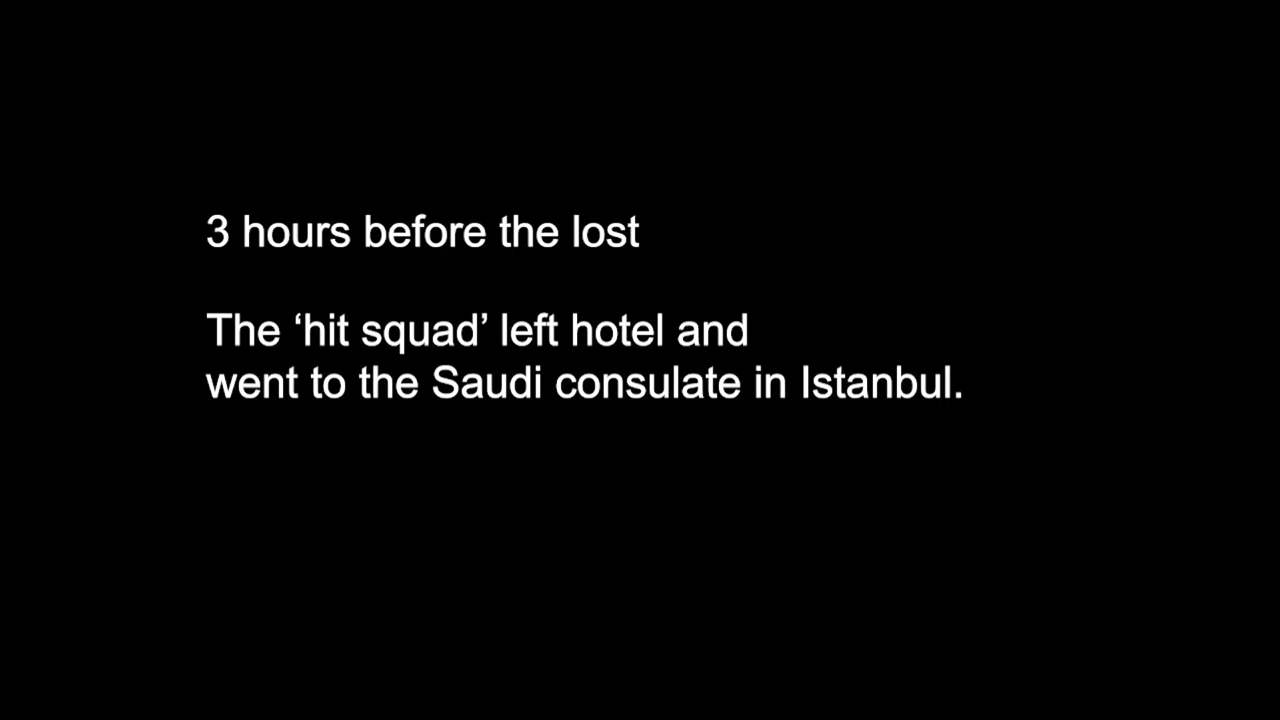 3 hours before the lost
The ‘hit squad’ left hotel and
went to the Saudi consulate in Istanbul.